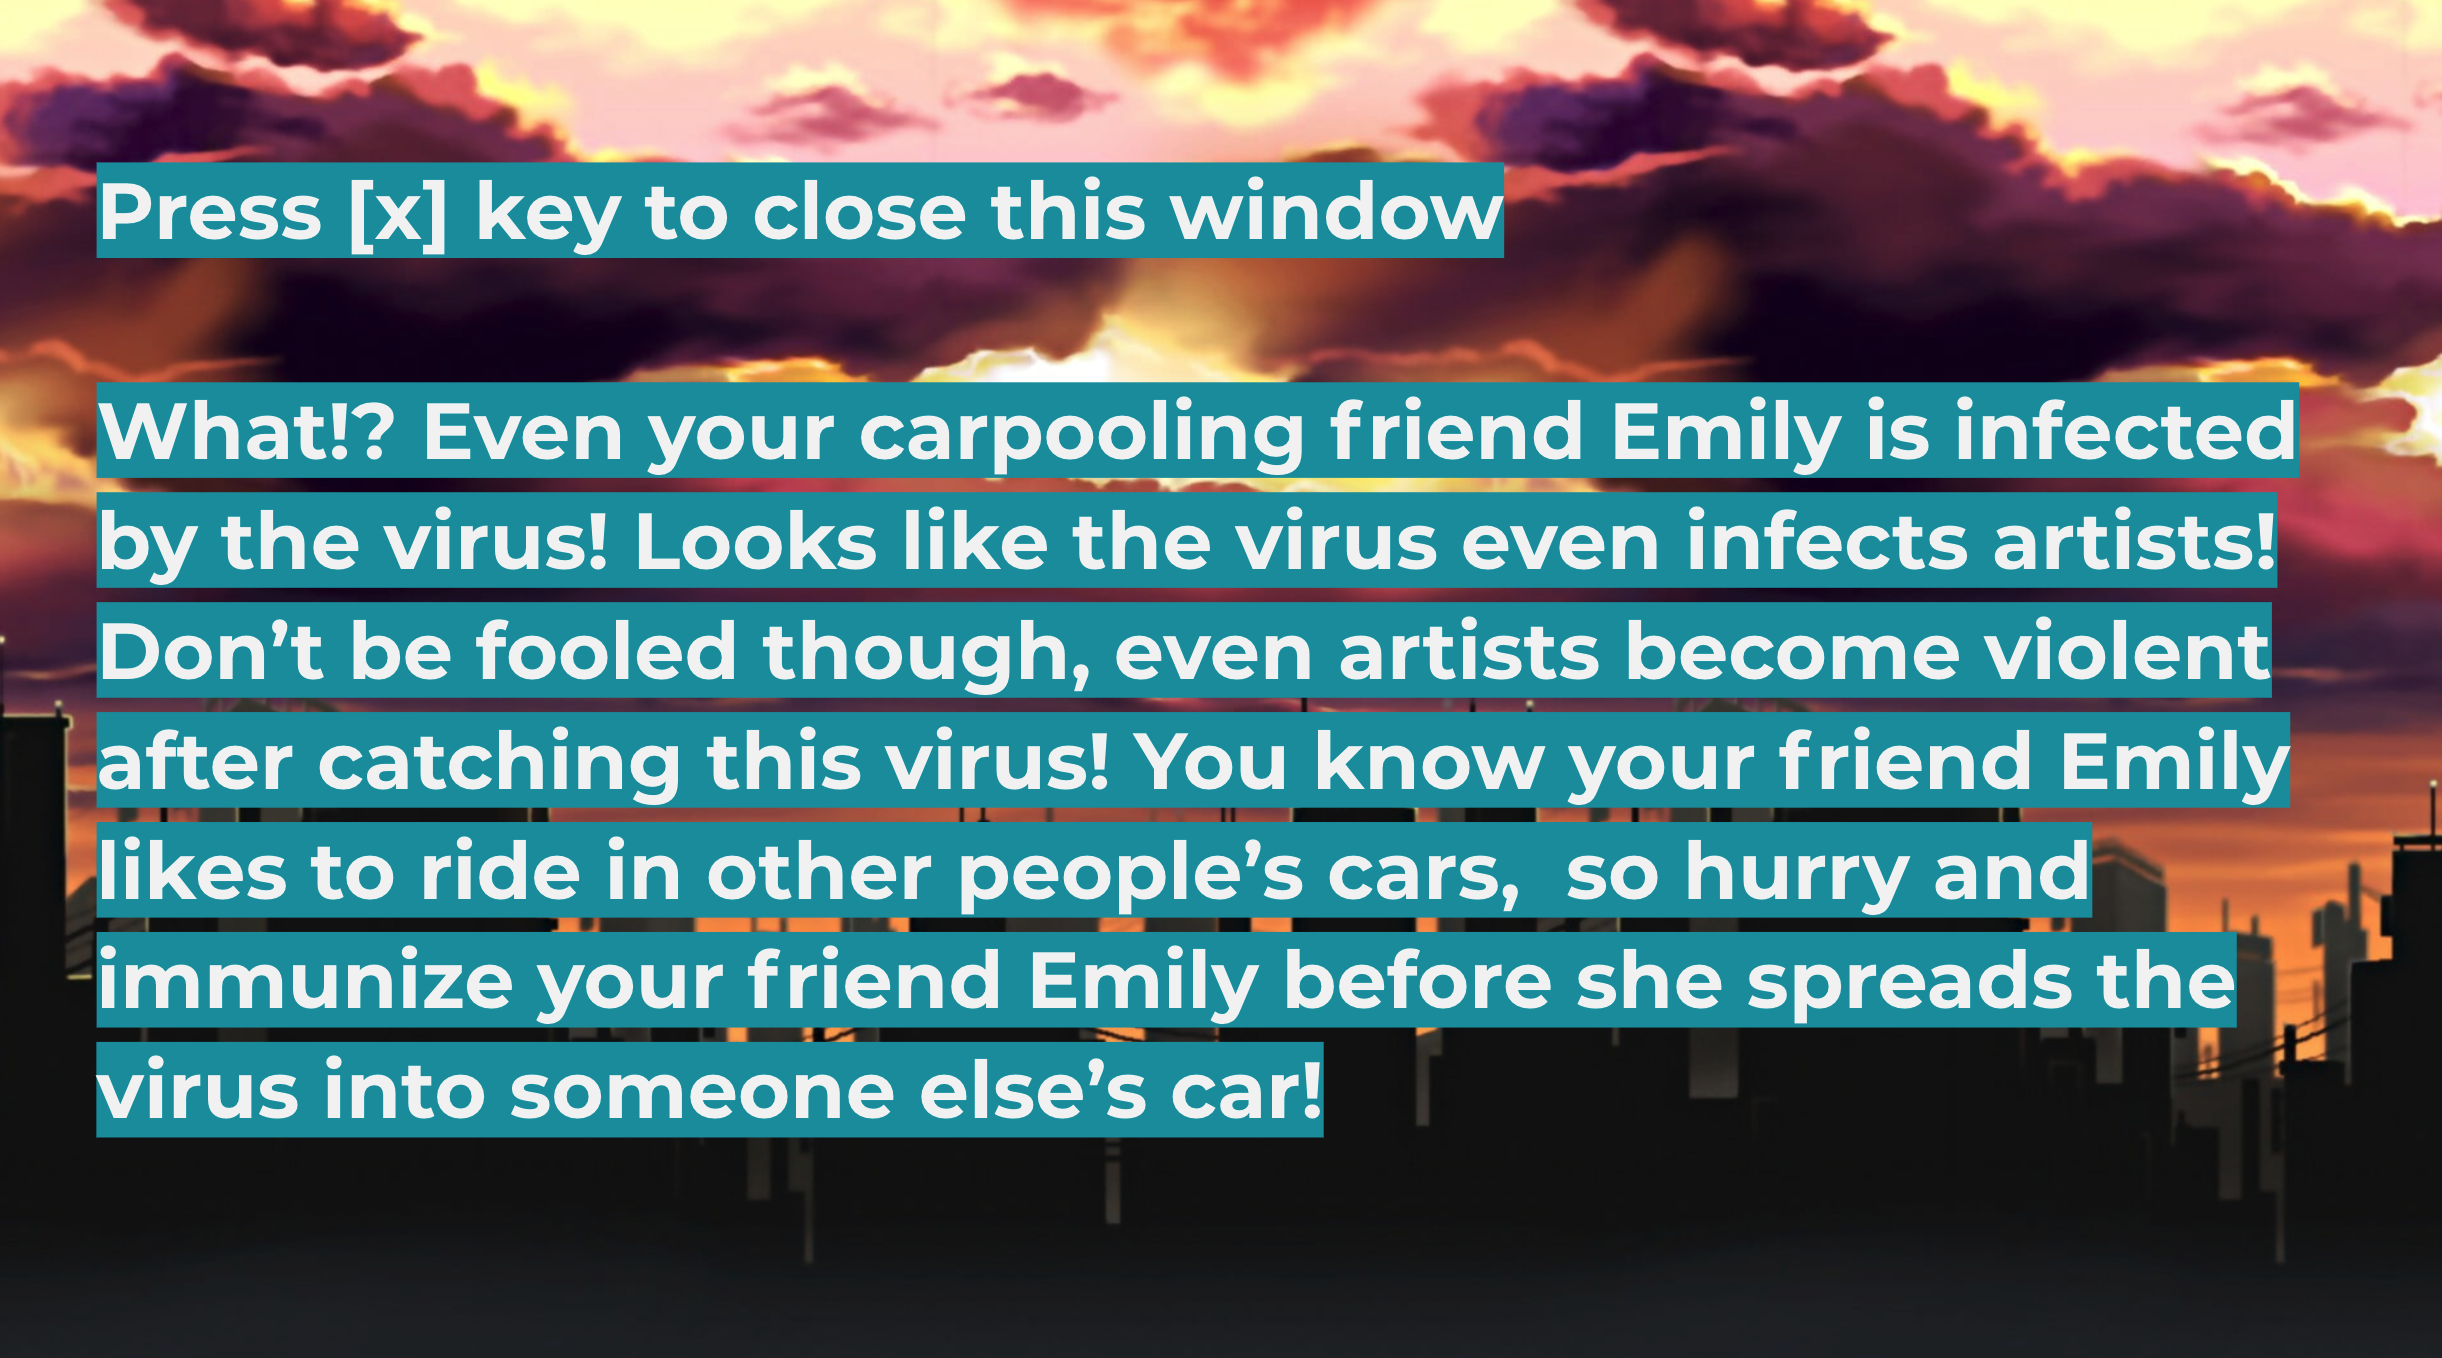 Press [x] key to close this window
What!? Even your carpooling friend Emily is infected
by the virus! Looks like the virus even infects artists!
Don’t be fooled though, even artists become violent
after catching this virus! You know your friend Emily
likes to ride in other people’s cars,  so hurry and
immunize your friend Emily before she spreads the
virus into someone else’s car!